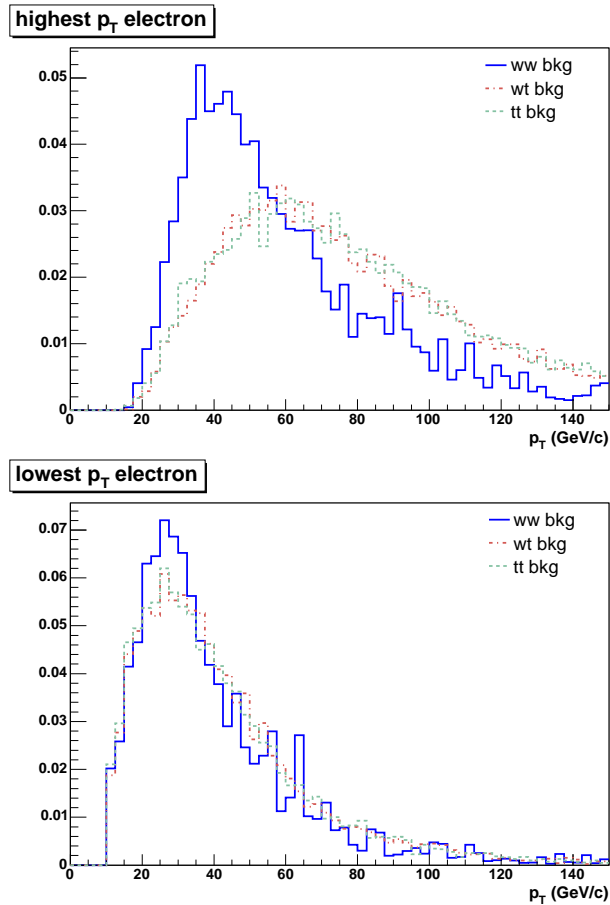 highest p_T electron
ww bkg
wt bkg
tt bkg
0.05
0.04
0.03
0.02
0.01
0
0 20 40 60 80 100 120 140
p_T (GeV/c)
lowest p_T electron
ww bkg
wt bkg
tt bkg
0.07
0.06
0.05
0.04
0.03
0.02
0.01
0
0 20 40 60 80 100 120 140
p_T (GeV/c)